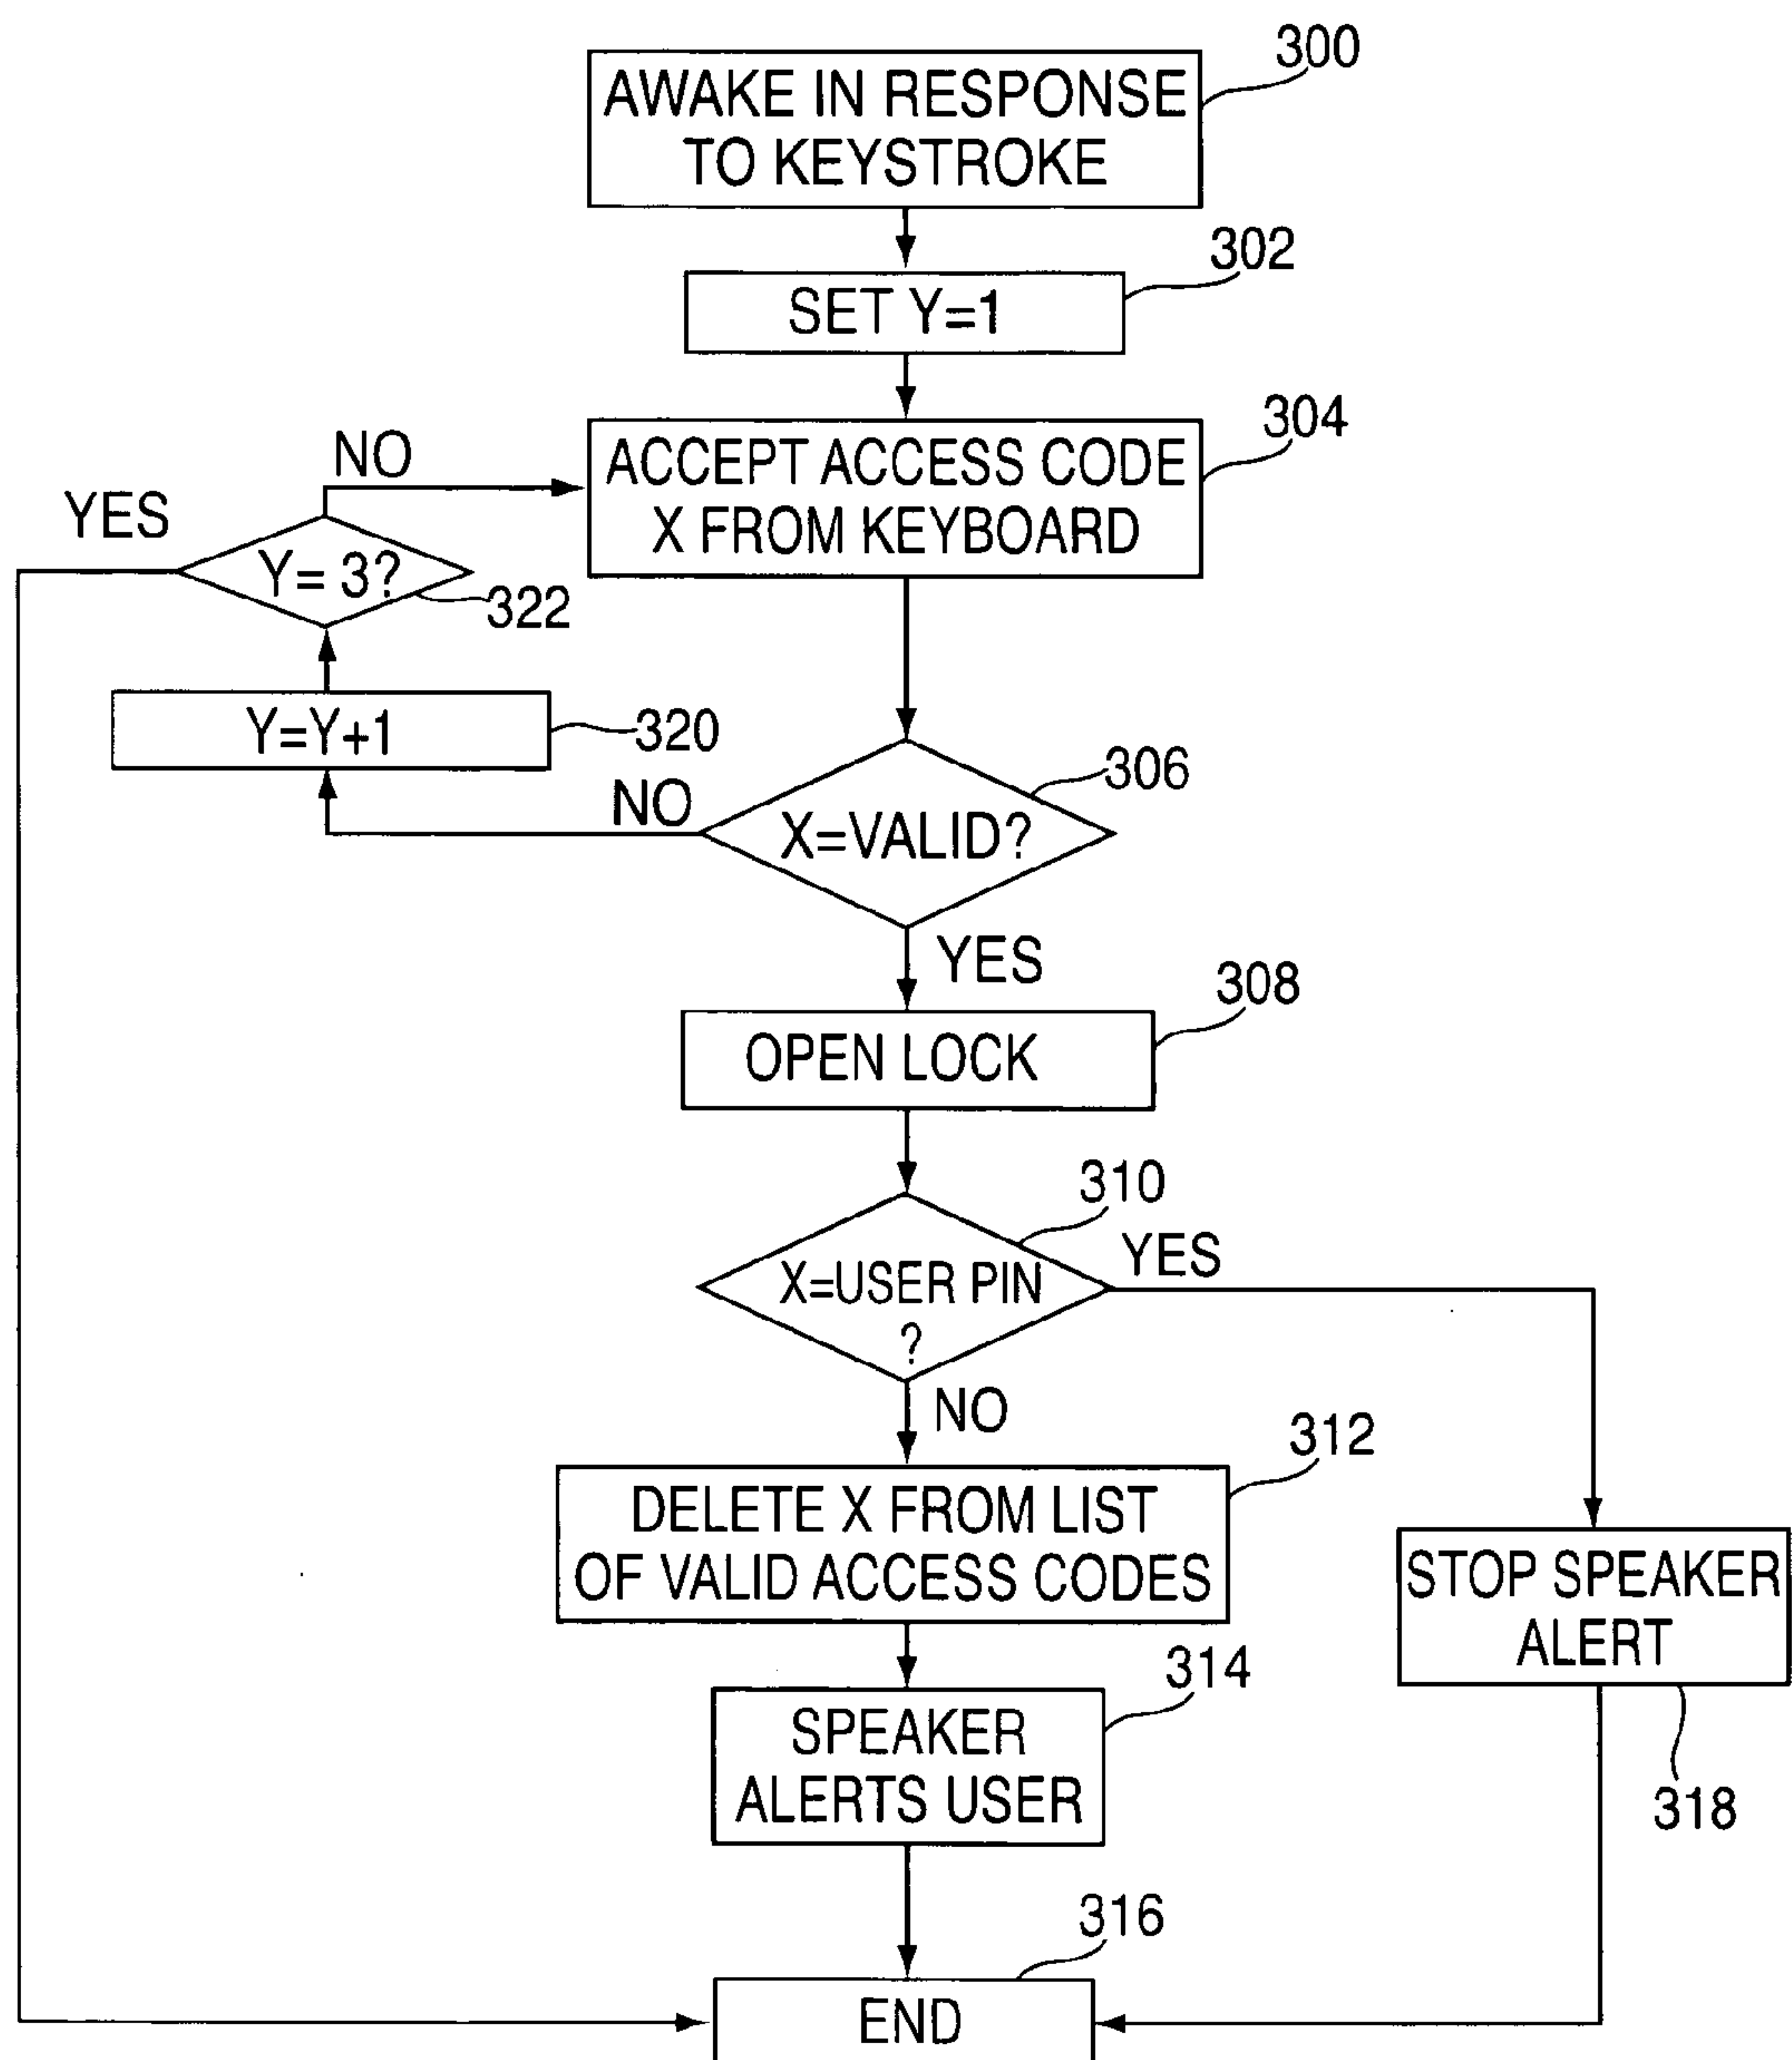 300
AWAKE IN RESPONSE
TO KEYSTROKE
302
SET Y=1
304
ACCEPT ACCESS CODE
X FROM KEYBOARD
NO
YES
Y= 3?
322
Y=Y+1
320
NO
306
X=VALID?
YES
308
OPEN LOCK
310
X=USER PIN
?
YES
NO
312
DELETE X FROM LIST
OF VALID ACCESS CODES
STOP SPEAKER
ALERT
318
314
SPEAKER
ALERTS USER
316
END